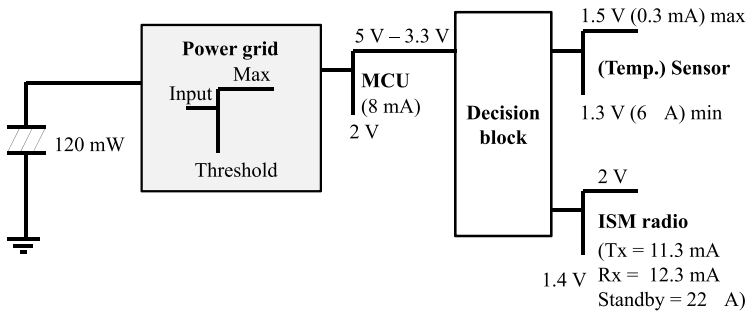 Power grid
Max
Input
Threshold
120 mW
5 V – 3.3 V
MCU
(8 mA)
2 V
Decision
block
1.5 V (0.3 mA) max
(Temp.) Sensor
1.3 V (6 A) min
2 V
ISM radio
(Tx = 11.3 mA
Rx = 12.3 mA
Standby = 22 A)
1.4 V